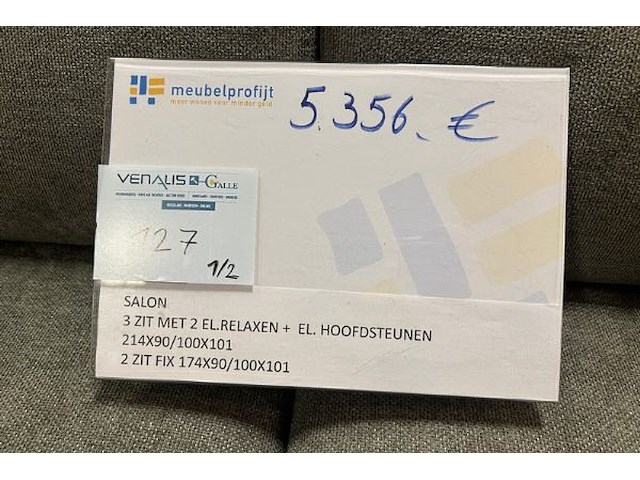 meubelprofijt
meer wonen voor minder geld
5.356.- €
VENALIS GALLE
127
1/2
SALON
3 ZIT MET 2 EL.RELAXEN + EL. HOOFDSTEUNEN
214X90/100X101
2 ZIT FIX 174X90/100X101